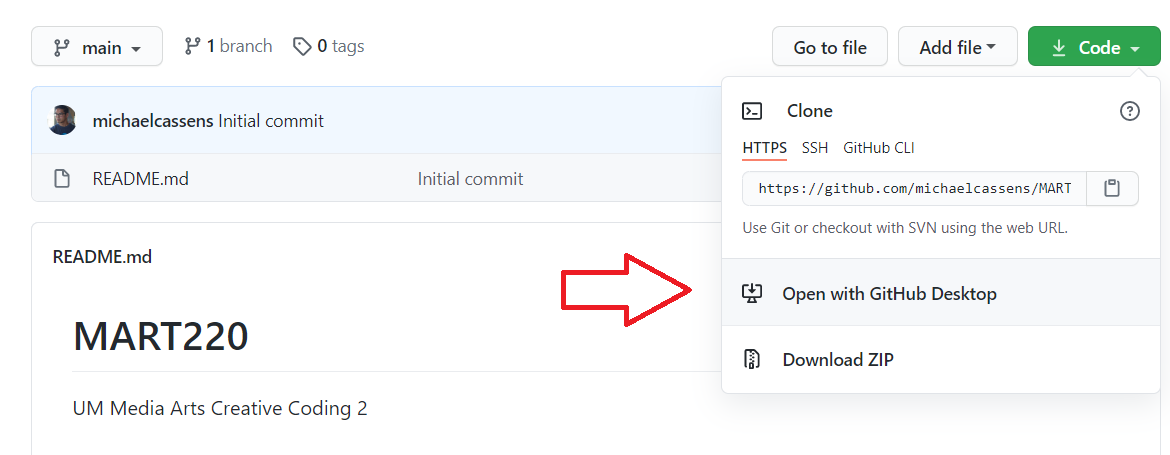 main 1 branch 0 tags Go to file Add file Code
michaelcassens Initial commit
README.md Initial commit
README.md
MART220
UM Media Arts Creative Coding 2
Clone
HTTPS SSH GitHub CLI
https://github.com/michaelcassens/MART
Use Git or checkout with SVN using the web URL.
Open with GitHub Desktop
Download ZIP